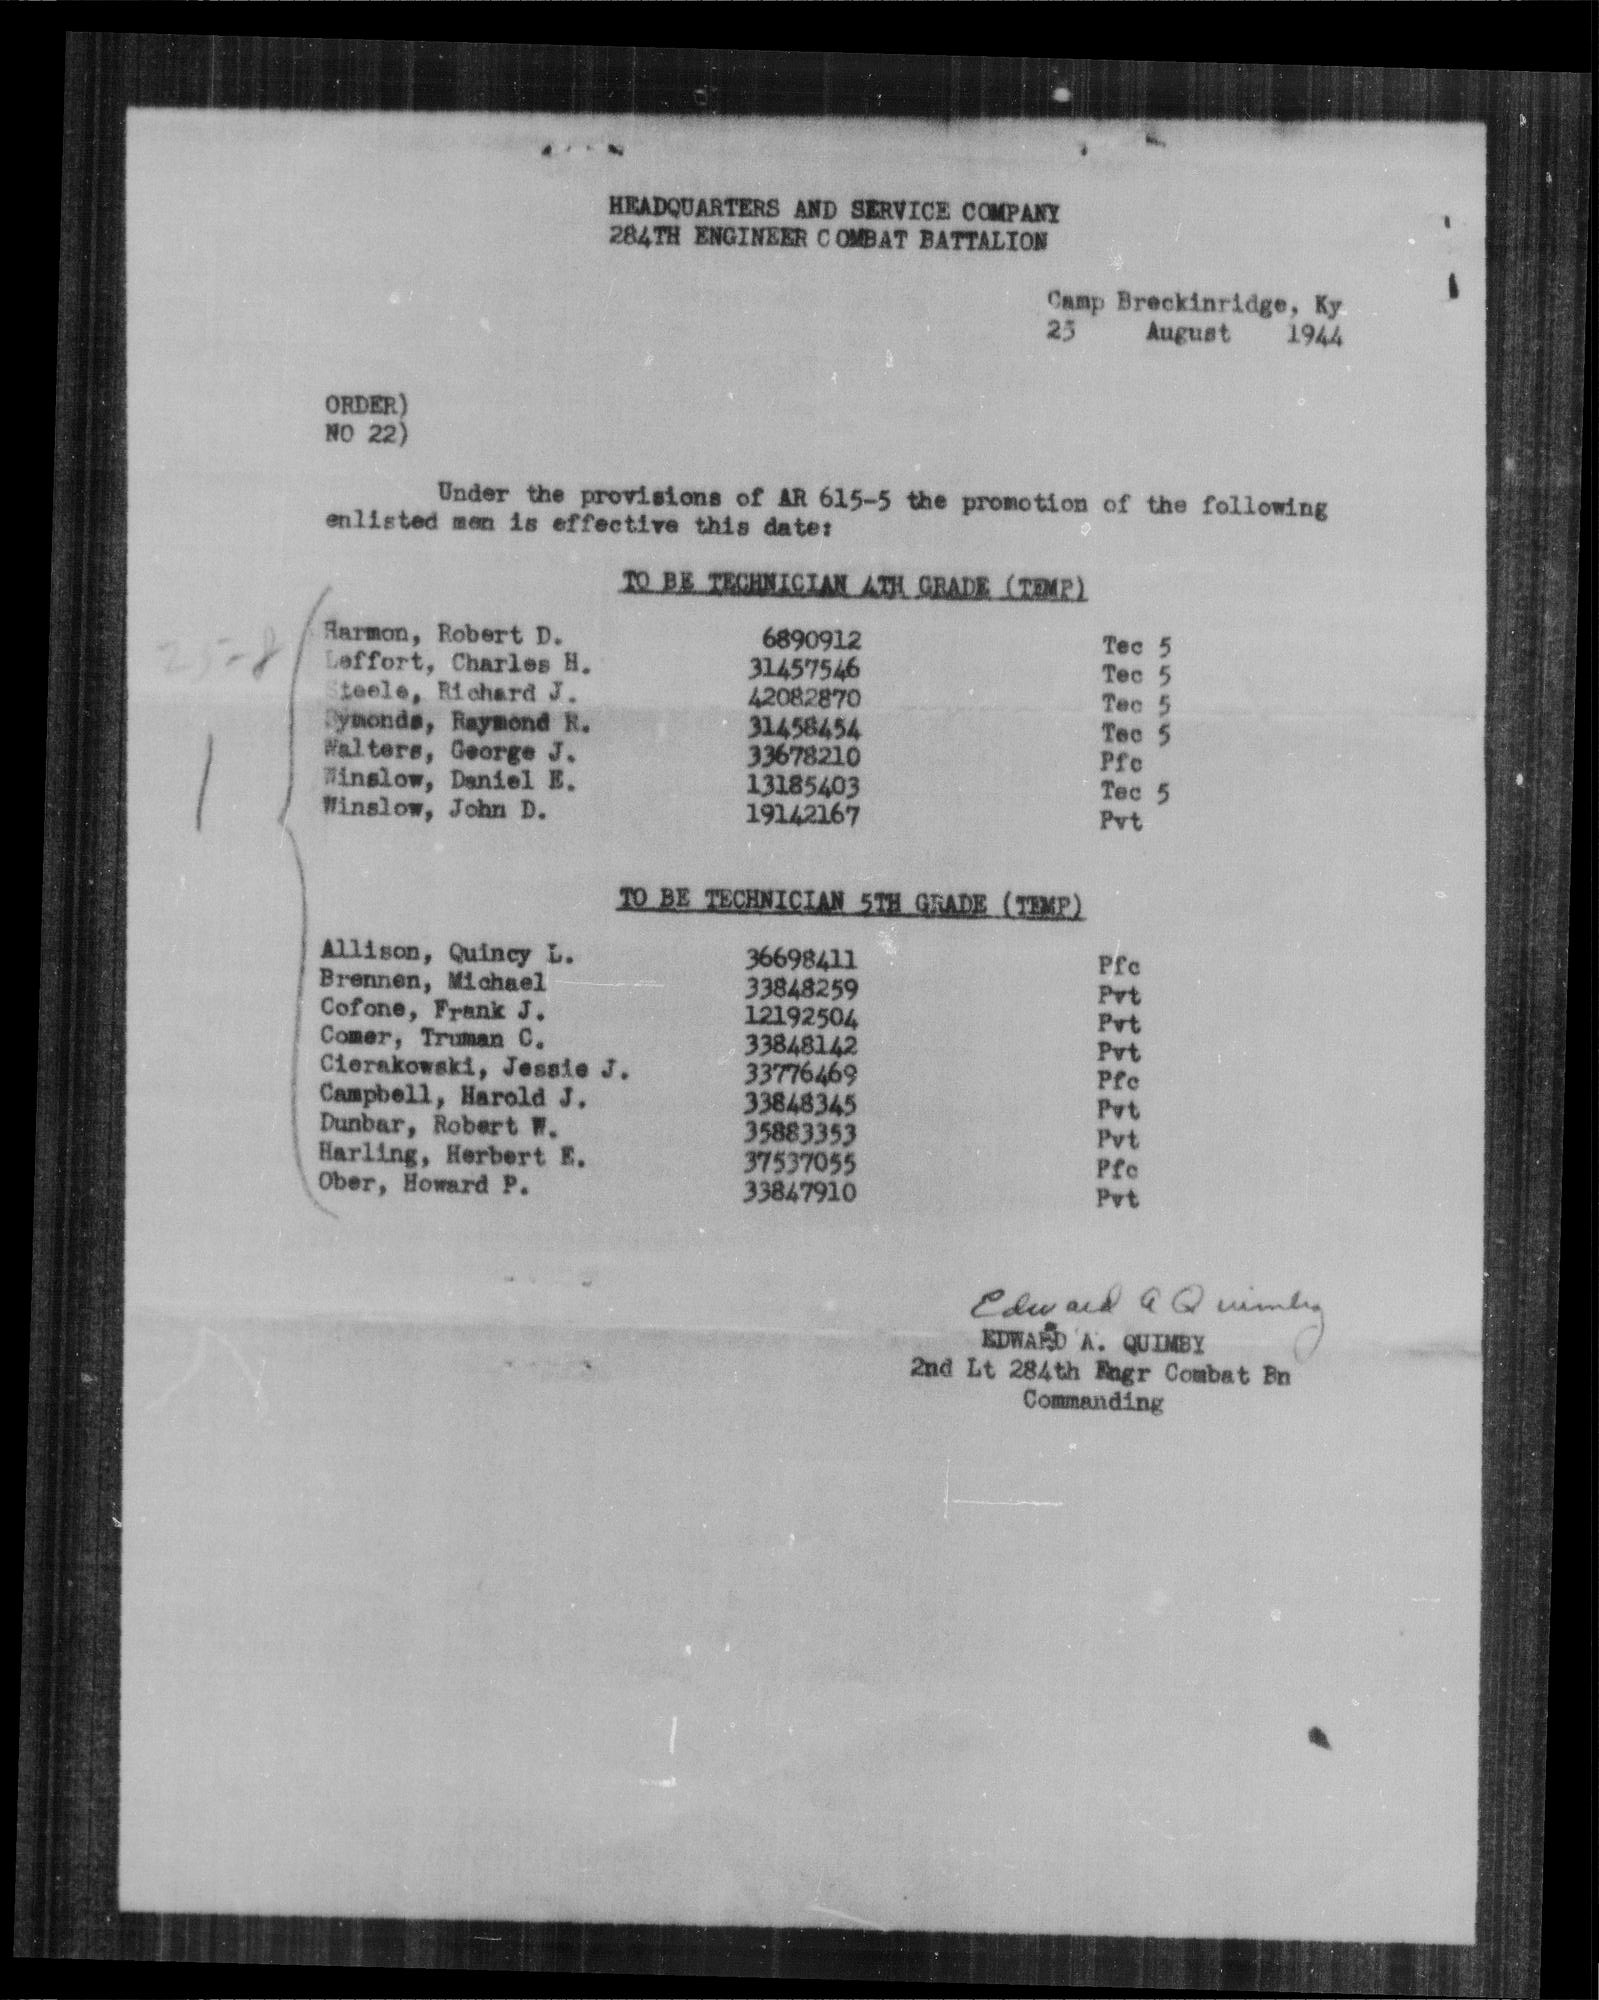 HEADQUARTERS AND SERVICE COMPANY
284TH ENGINEER COMBAT BATTALION
Camp Breckinridge, Ky
25 August 1944
ORDER)
NO 22)
Under the provisions of AR 615-5 the promotion of the following
enlisted men is effective this date:
TO BE TECHNICIAN 4TH GRADE (TEMP)
Harmon, Robert D. 6890912 Tec 5
25-8
Leffort, Charles H. 31457546 Tec 5
Steele, Richard J. 42082870 Tec 5
Symonds, Raymond R. 31458454 Tec 5
Walters, George J. 33678210 Pfc
1
Winslow, Daniel E. 13185403 Tec 5
Winslow, John D. 19142167 Pvt
TO BE TECHNICIAN 5TH GRADE (TEMP)
Allison, Quincy L. 36698411 Pfc
Brennen, Michael 33848259 Pvt
Cofone, Frank J. 12192504 Pvt
Comer, Truman C. 33848142 Pvt
Cierakowski, Jessie J. 33776469 Pfc
Campbell, Harold J. 33848345 Pvt
Dunbar, Robert W. 35883353 Pvt
Harling, Herbert E. 37537055 Pfc
Ober, Howard P. 33847910 Pvt
Edward A Quimby
EDWARD A. QUIMBY
2nd Lt 284th Engr Combat Bn
Commanding